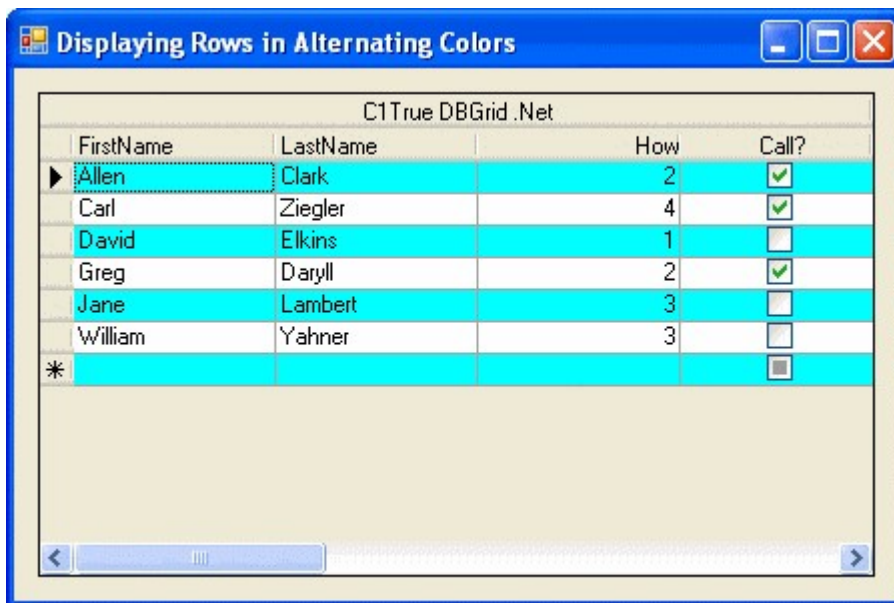 Displaying Rows in Alternating Colors
C1True DBGrid .Net
FirstName LastName How Call?
Allen Clark 2
Carl Ziegler 4
David Elkins 1
Greg Daryll 2
Jane Lambert 3
William Yahner 3